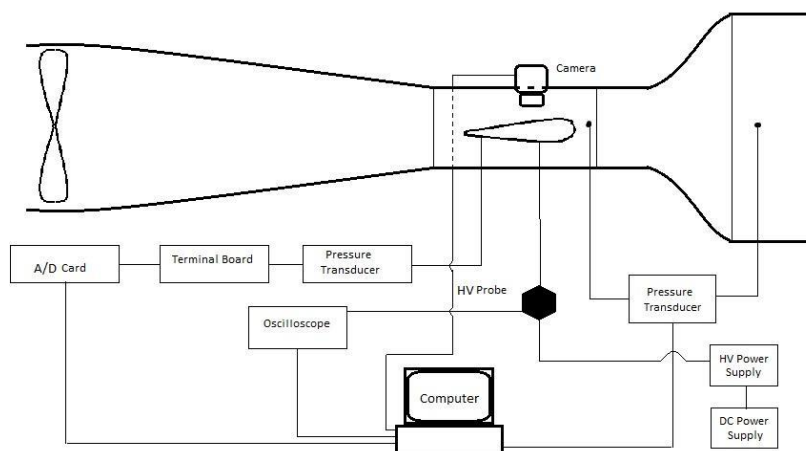 Camera
A/D Card
Terminal Board
Pressure
Transducer
HV Probe
Pressure
Transducer
Oscilloscope
HV Power
Supply
Computer
DC Power
Supply